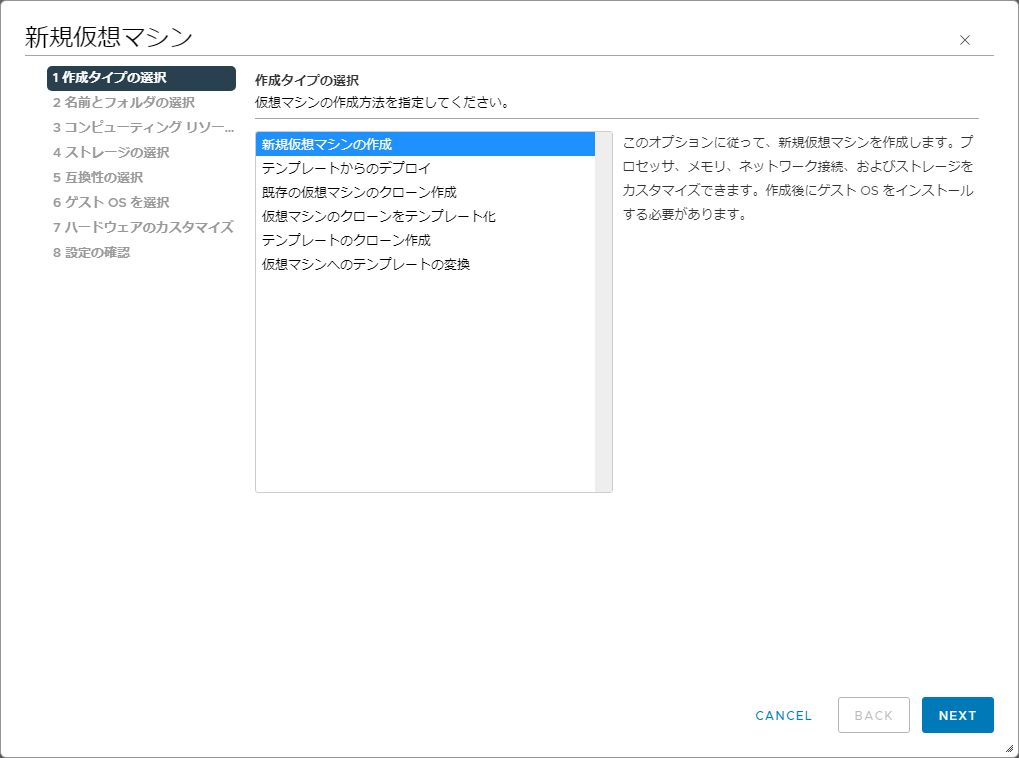 新規仮想マシン
1 作成タイプの選択
2 名前とフォルダの選択
3 コンピューティング リソー...
4 ストレージの選択
5 互換性の選択
6 ゲスト OS を選択
7 ハードウェアのカスタマイズ
8 設定の確認
作成タイプの選択
仮想マシンの作成方法を指定してください。
新規仮想マシンの作成
テンプレートからのデプロイ
既存の仮想マシンのクローン作成
仮想マシンのクローンをテンプレート化
テンプレートのクローン作成
仮想マシンへのテンプレートの変換
このオプションに従って、新規仮想マシンを作成します。プ
ロセッサ、メモリ、ネットワーク接続、およびストレージを
カスタマイズできます。作成後にゲスト OS をインストール
する必要があります。
CANCEL
BACK
NEXT